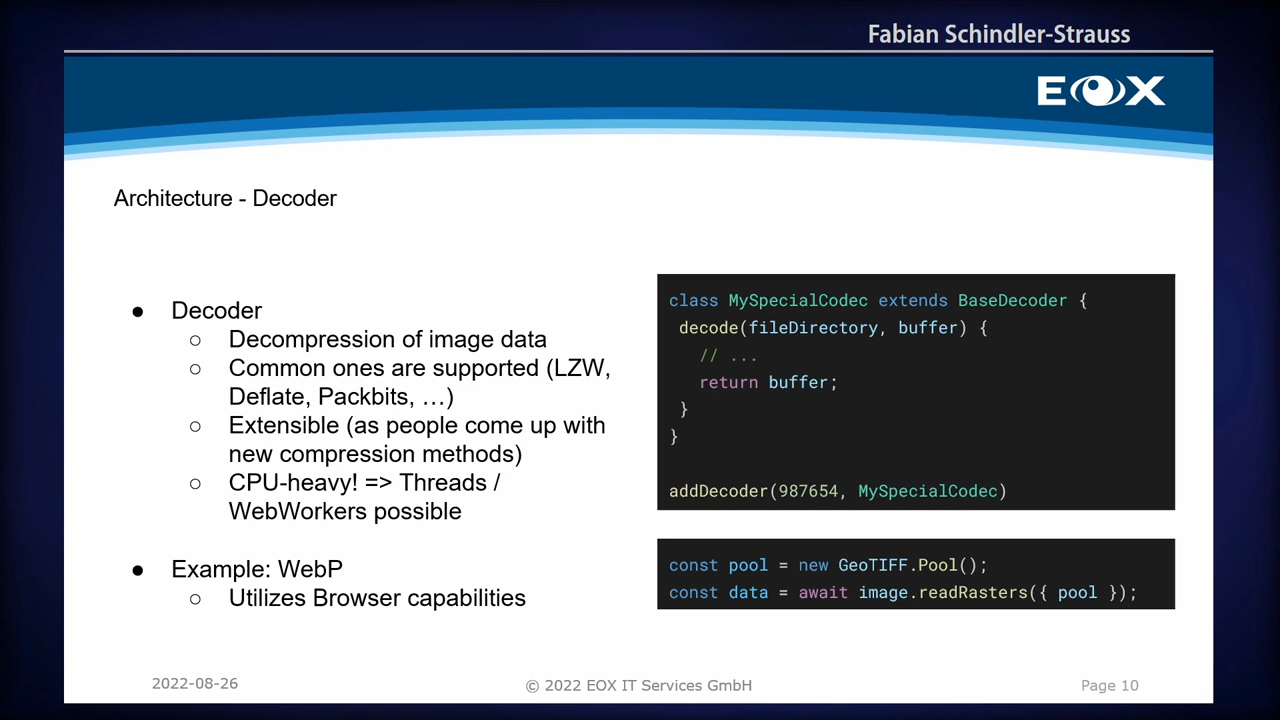 Fabian Schindler-Strauss
EOX
Architecture - Decoder
● Decoder
○ Decompression of image data
○ Common ones are supported (LZW,
Deflate, Packbits, …)
○ Extensible (as people come up with
new compression methods)
○ CPU-heavy! => Threads /
WebWorkers possible
● Example: WebP
○ Utilizes Browser capabilities
class MySpecialCodec extends BaseDecoder {
decode(fileDirectory, buffer) {
// ...
return buffer;
}
}
addDecoder(987654, MySpecialCodec)
const pool = new GeoTIFF.Pool();
const data = await image.readRasters({ pool });
2022-08-26
© 2022 EOX IT Services GmbH
Page 10